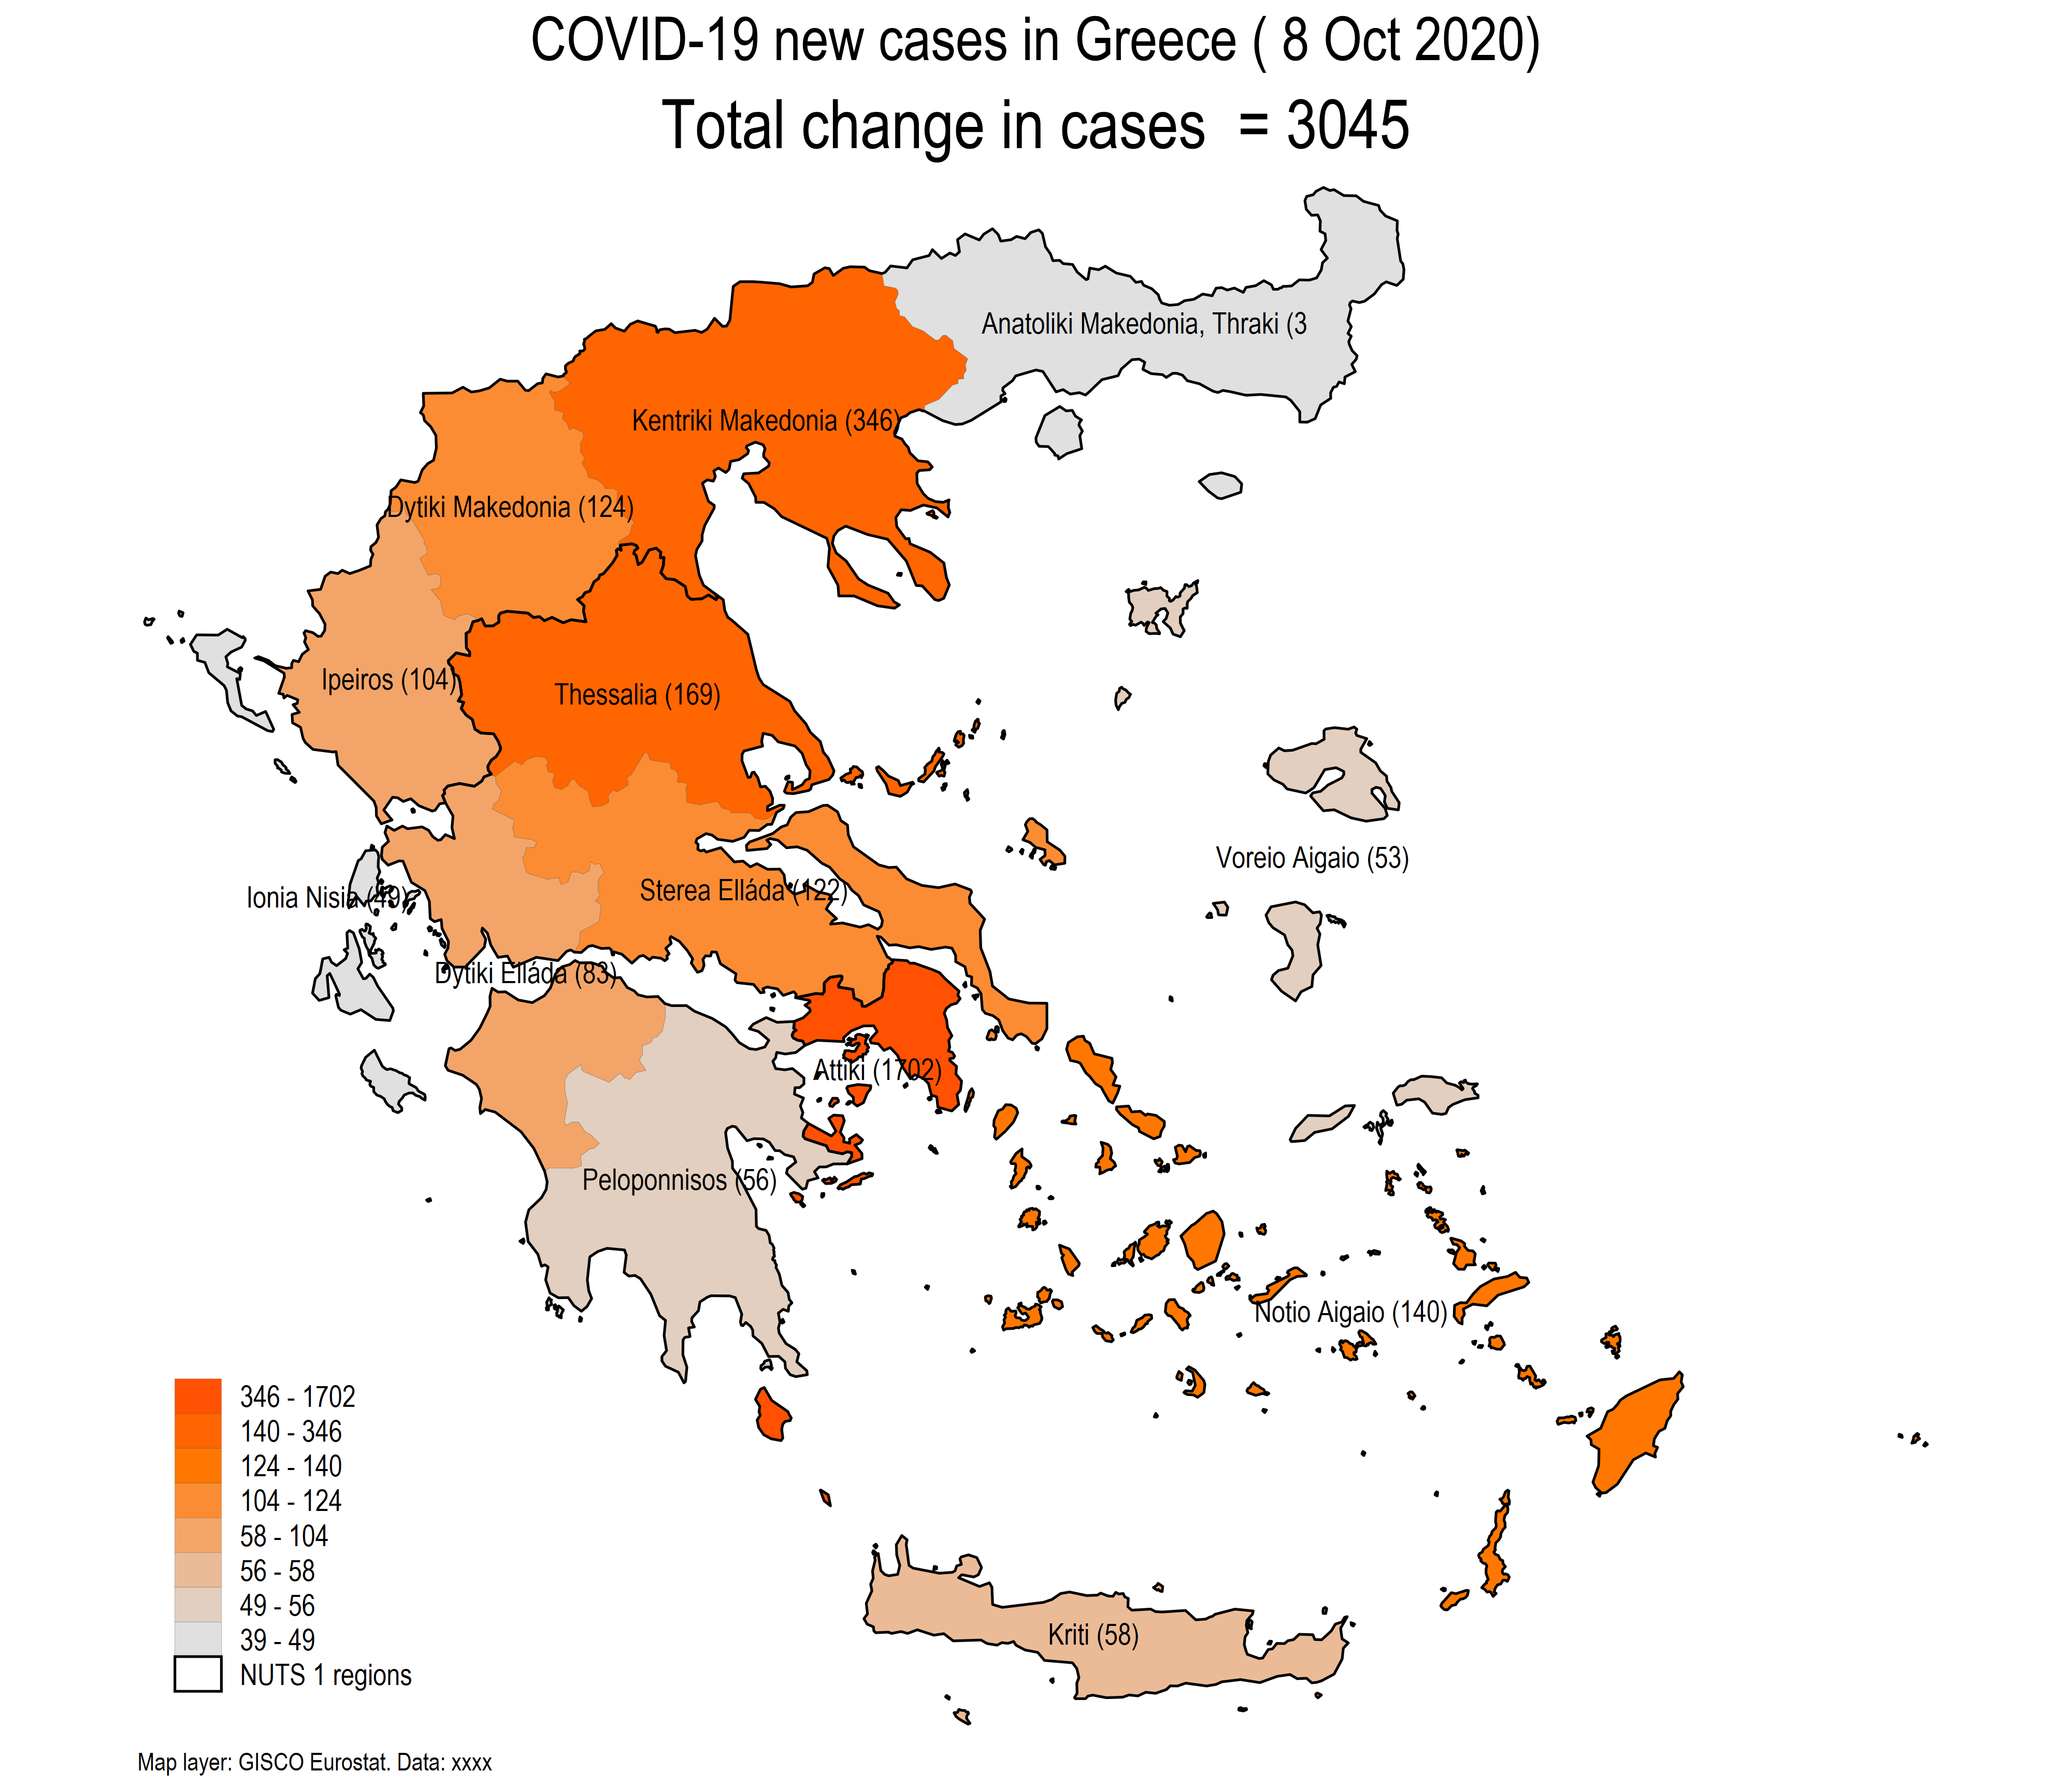 COVID-19 new cases in Greece ( 8 Oct 2020)
Total change in cases  = 3045
Anatoliki Makedonia, Thraki (3
Kentriki Makedonia (346)
Dytiki Makedonia (124)
Ipeiros (104)
Thessalia (169)
Voreio Aigaio (53)
Sterea Elláda (122)
Ionia Nisia (49)
Dytiki Elláda (83)
Attiki (1702)
Peloponnisos (56)
Notio Aigaio (140)
346 - 1702
140 - 346
124 - 140
104 - 124
58 - 104
56 - 58
49 - 56
39 - 49
NUTS 1 regions
Kriti (58)
Map layer: GISCO Eurostat. Data: xxxx